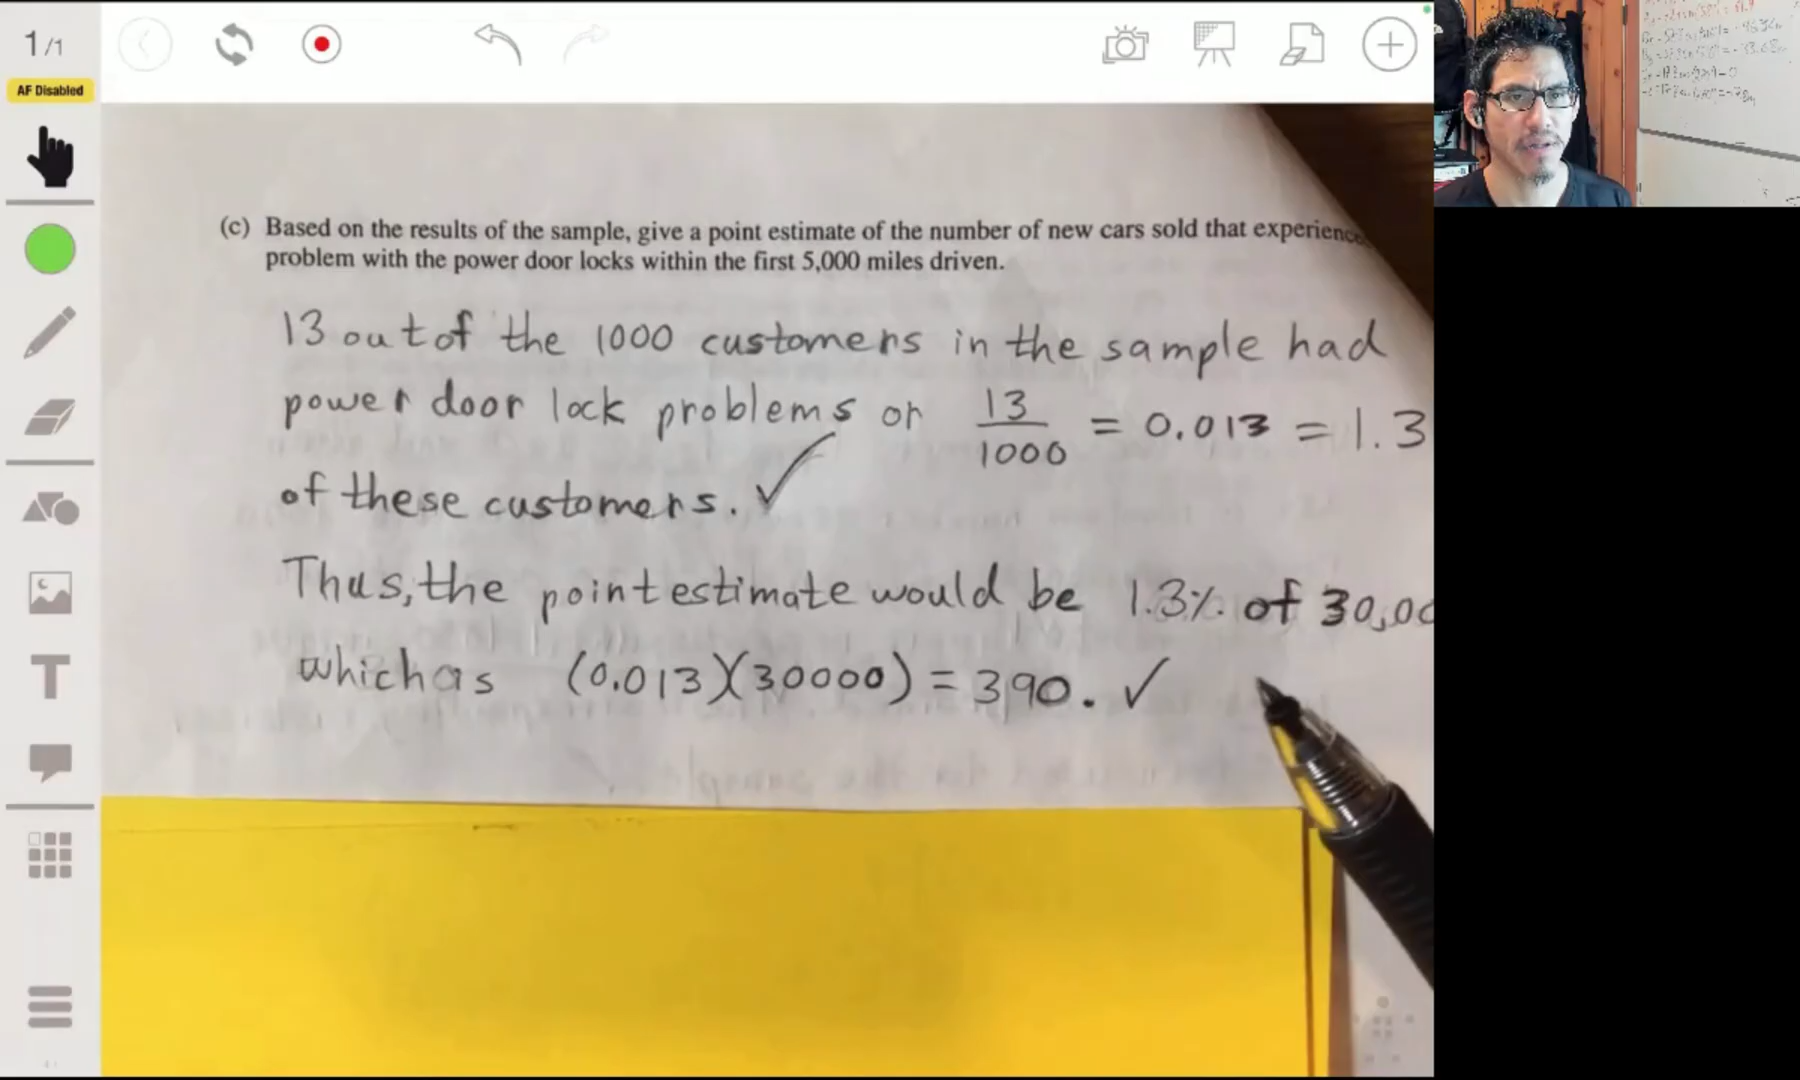 1/1
AF Disabled
(c) Based on the results of the sample, give a point estimate of the number of new cars sold that experience
problem with the power door locks within the first 5,000 miles driven.
13 out of the 1000 customers in the sample had
power door lock problems or 13/1000 = 0.013 = 1.3
of these customers. ✓
Thus, the point estimate would be 1.3% of 30,00
which as (0.013)(30000) = 390. ✓
T